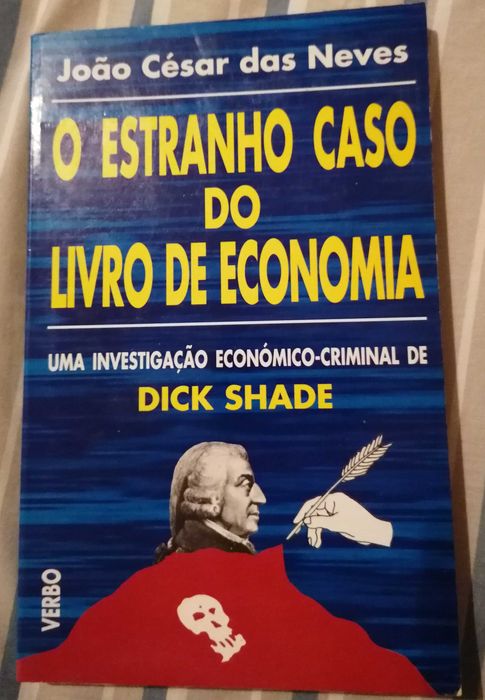 João César das Neves
O ESTRANHO CASO
DO
LIVRO DE ECONOMIA
UMA INVESTIGAÇÃO ECONÓMICO-CRIMINAL DE
DICK SHADE
VERBO